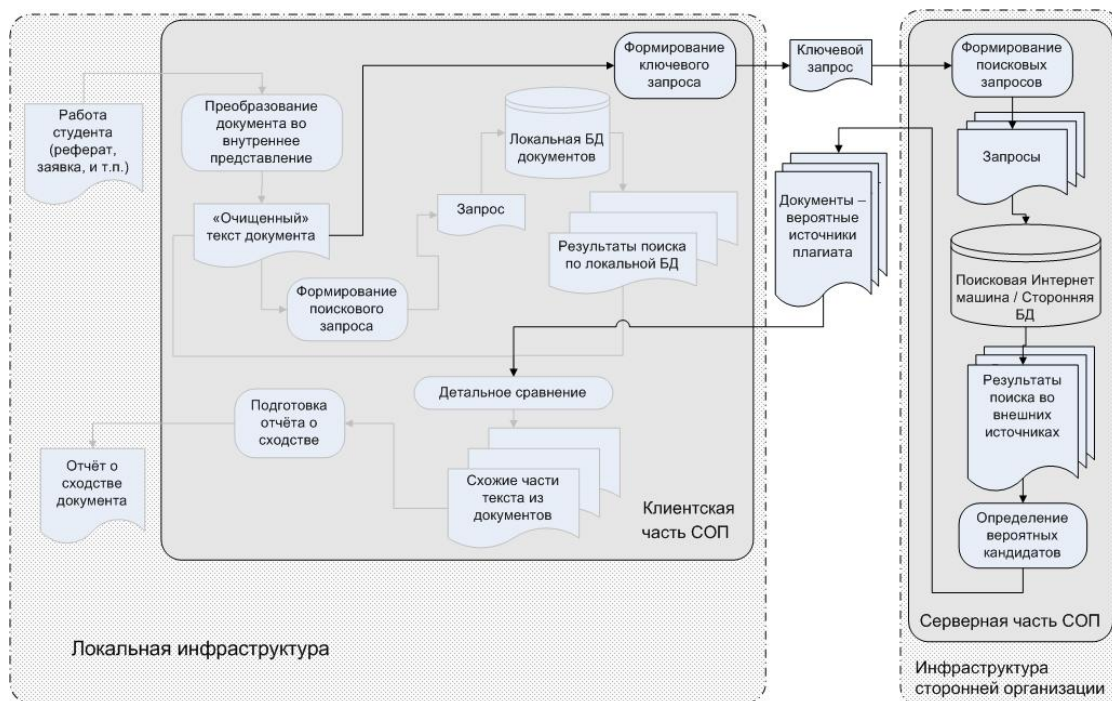 Работа
студента
(реферат,
заявка, и т.п.)
Преобразование
документа во
внутреннее
представление
«Очищенный»
текст документа
Формирование
поискового
запроса
Запрос
Локальная БД
документов
Результаты поиска
по локальной БД
Формирование
ключевого
запроса
Ключевой
запрос
Формирование
поисковых
запросов
Запросы
Поисковая Интернет
машина / Сторонняя
БД
Результаты
поиска во
внешних
источниках
Определение
вероятных
кандидатов
Документы –
вероятные
источники
плагиата
Детальное сравнение
Схожие части
текста из
документов
Подготовка
отчёта о
сходстве
Отчёт о
сходстве
документа
Клиентская
часть СОП
Серверная часть СОП
Локальная инфраструктура
Инфраструктура
сторонней организации